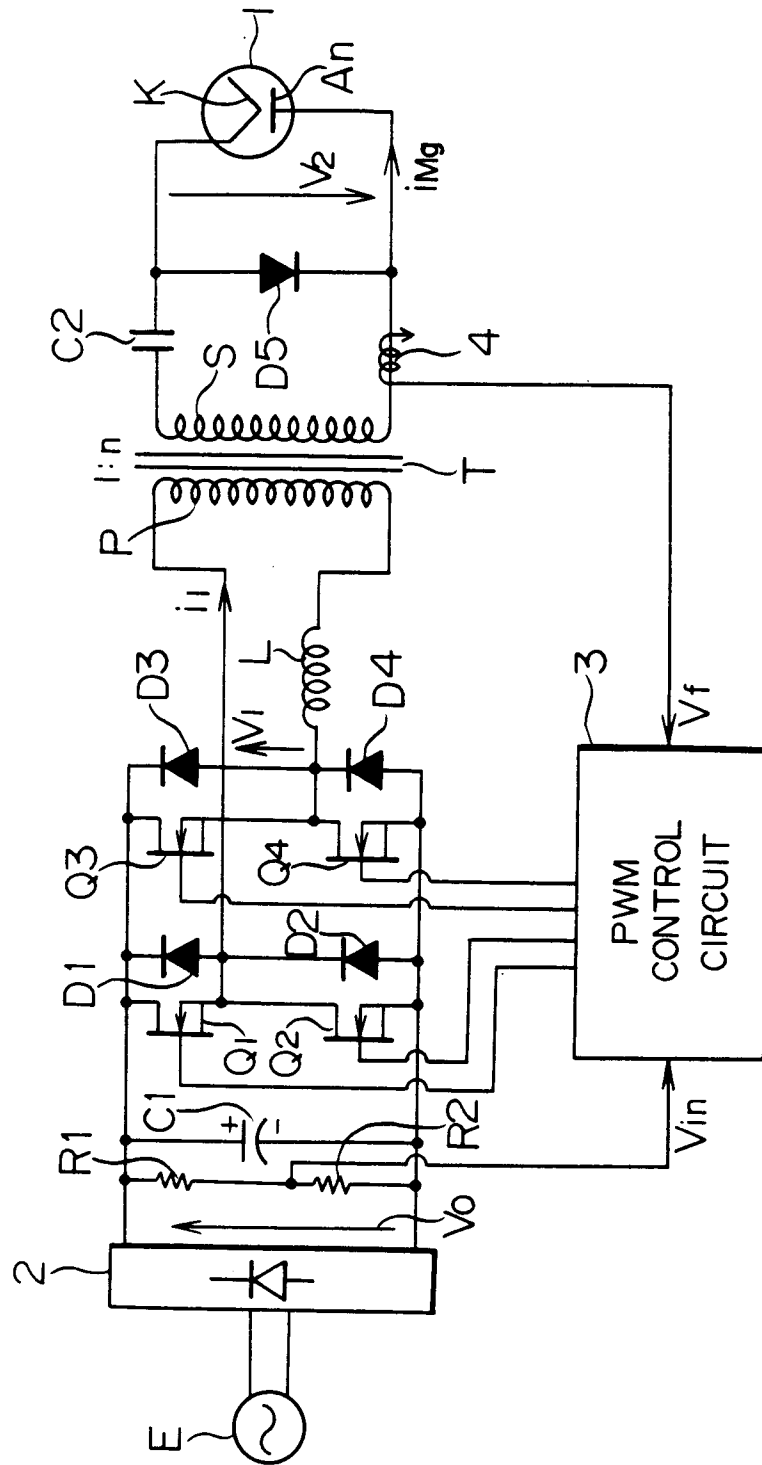 E
2
V0
R1
R2
C1
Vin
Q1
Q2
D1
D2
Q3
Q4
D3
D4
V1
L
i1
P
1:n
T
S
C2
D5
4
V2
iMg
K
An
1
3
Vf
PWM
CONTROL
CIRCUIT
+
-